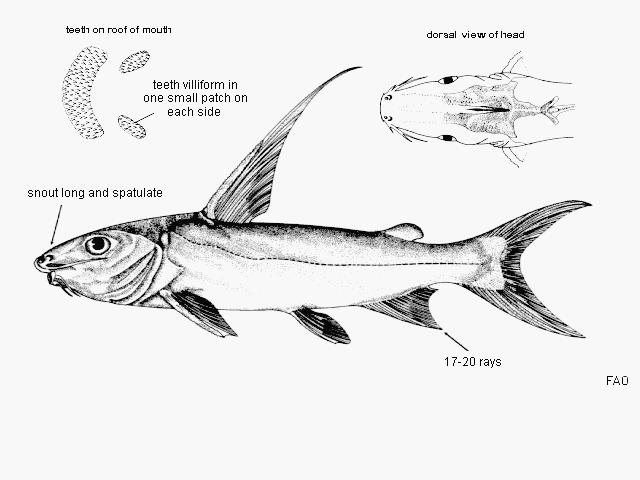 teeth on roof of mouth
dorsal view of head
teeth villiform in
one small patch on
each side
snout long and spatulate
17-20 rays
FAO